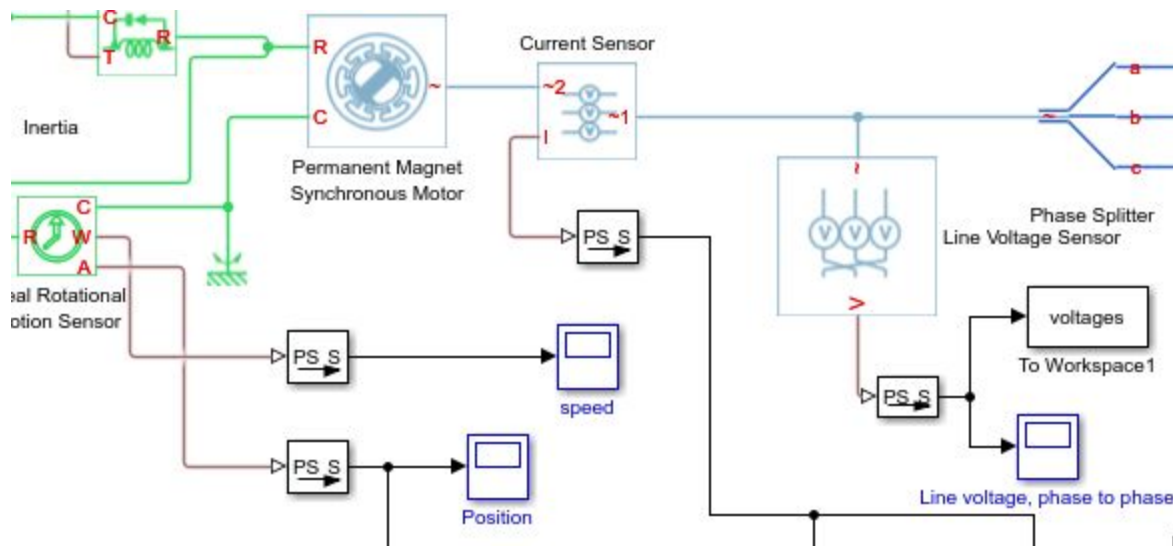 C
R
T
Inertia
R
C
~
Permanent Magnet
Synchronous Motor
Current Sensor
~2
~1
I
V
V
V
~
a
b
c
Phase Splitter
~
V V V
V
Line Voltage Sensor
C
R
W
A
eal Rotational
otion Sensor
PS S
PS S
speed
PS S
Position
PS S
voltages
To Workspace1
Line voltage, phase to phase